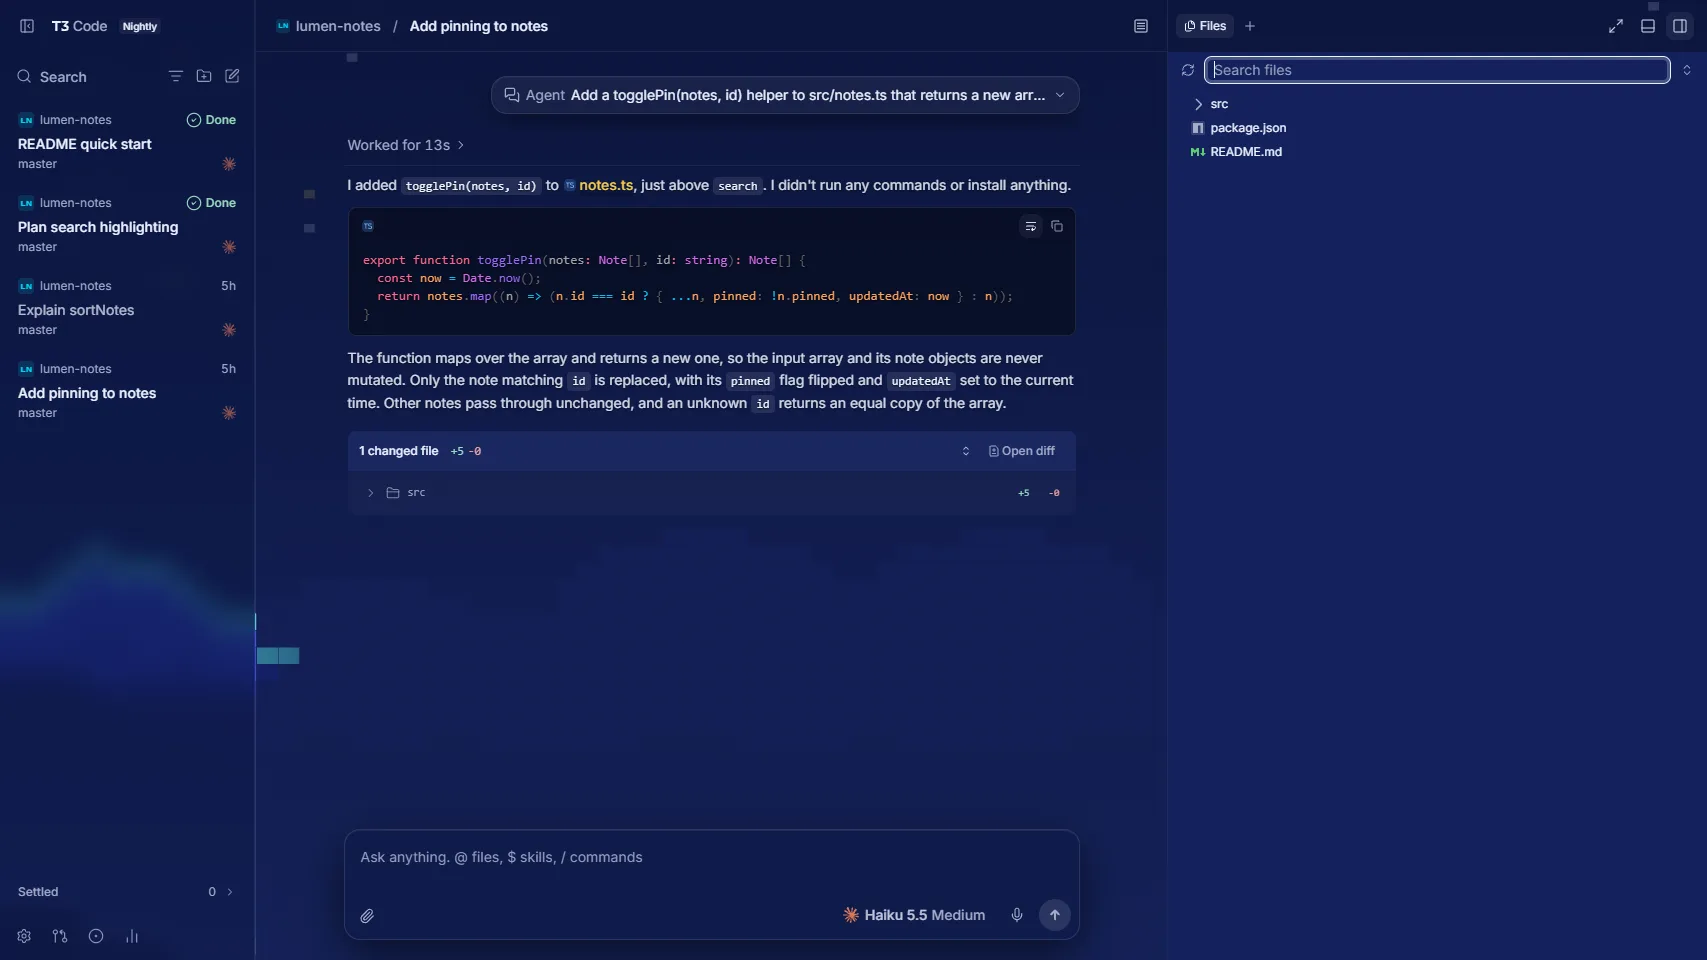 T3 Code Nightly
Search
LN lumen-notes Done
README quick start
master
LN lumen-notes Done
Plan search highlighting
master
LN lumen-notes 5h
Explain sortNotes
master
LN lumen-notes 5h
Add pinning to notes
master
Settled 0
LN lumen-notes / Add pinning to notes
Agent Add a togglePin(notes, id) helper to src/notes.ts that returns a new arr...
Worked for 13s
I added togglePin(notes, id) to TS notes.ts, just above search. I didn't run any commands or install anything.
TS
export function togglePin(notes: Note[], id: string): Note[] {
  const now = Date.now();
  return notes.map((n) => (n.id === id ? { ...n, pinned: !n.pinned, updatedAt: now } : n));
}
The function maps over the array and returns a new one, so the input array and its note objects are never
mutated. Only the note matching id is replaced, with its pinned flag flipped and updatedAt set to the current
time. Other notes pass through unchanged, and an unknown id returns an equal copy of the array.
1 changed file +5 -0 Open diff
src +5 -0
Ask anything. @ files, $ skills, / commands
Haiku 5.5 Medium
Files
Search files
src
package.json
M↓ README.md